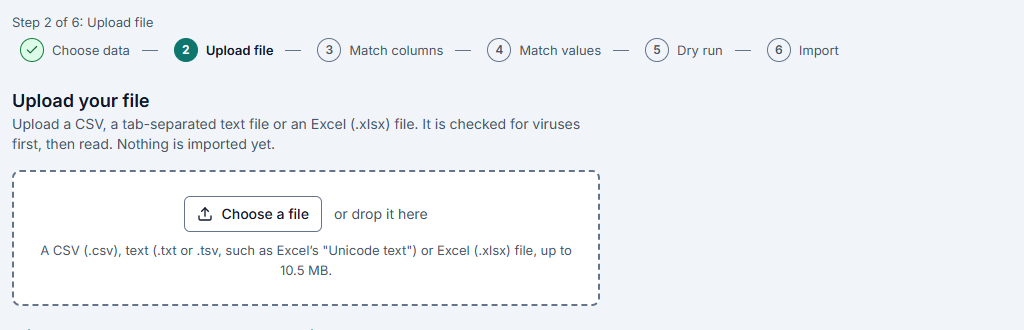 Step 2 of 6: Upload file
Choose data — 2 Upload file — 3 Match columns — 4 Match values — 5 Dry run — 6 Import
Upload your file
Upload a CSV, a tab-separated text file or an Excel (.xlsx) file. It is checked for viruses
first, then read. Nothing is imported yet.
Choose a file or drop it here
A CSV (.csv), text (.txt or .tsv, such as Excel's "Unicode text") or Excel (.xlsx) file, up to
10.5 MB.